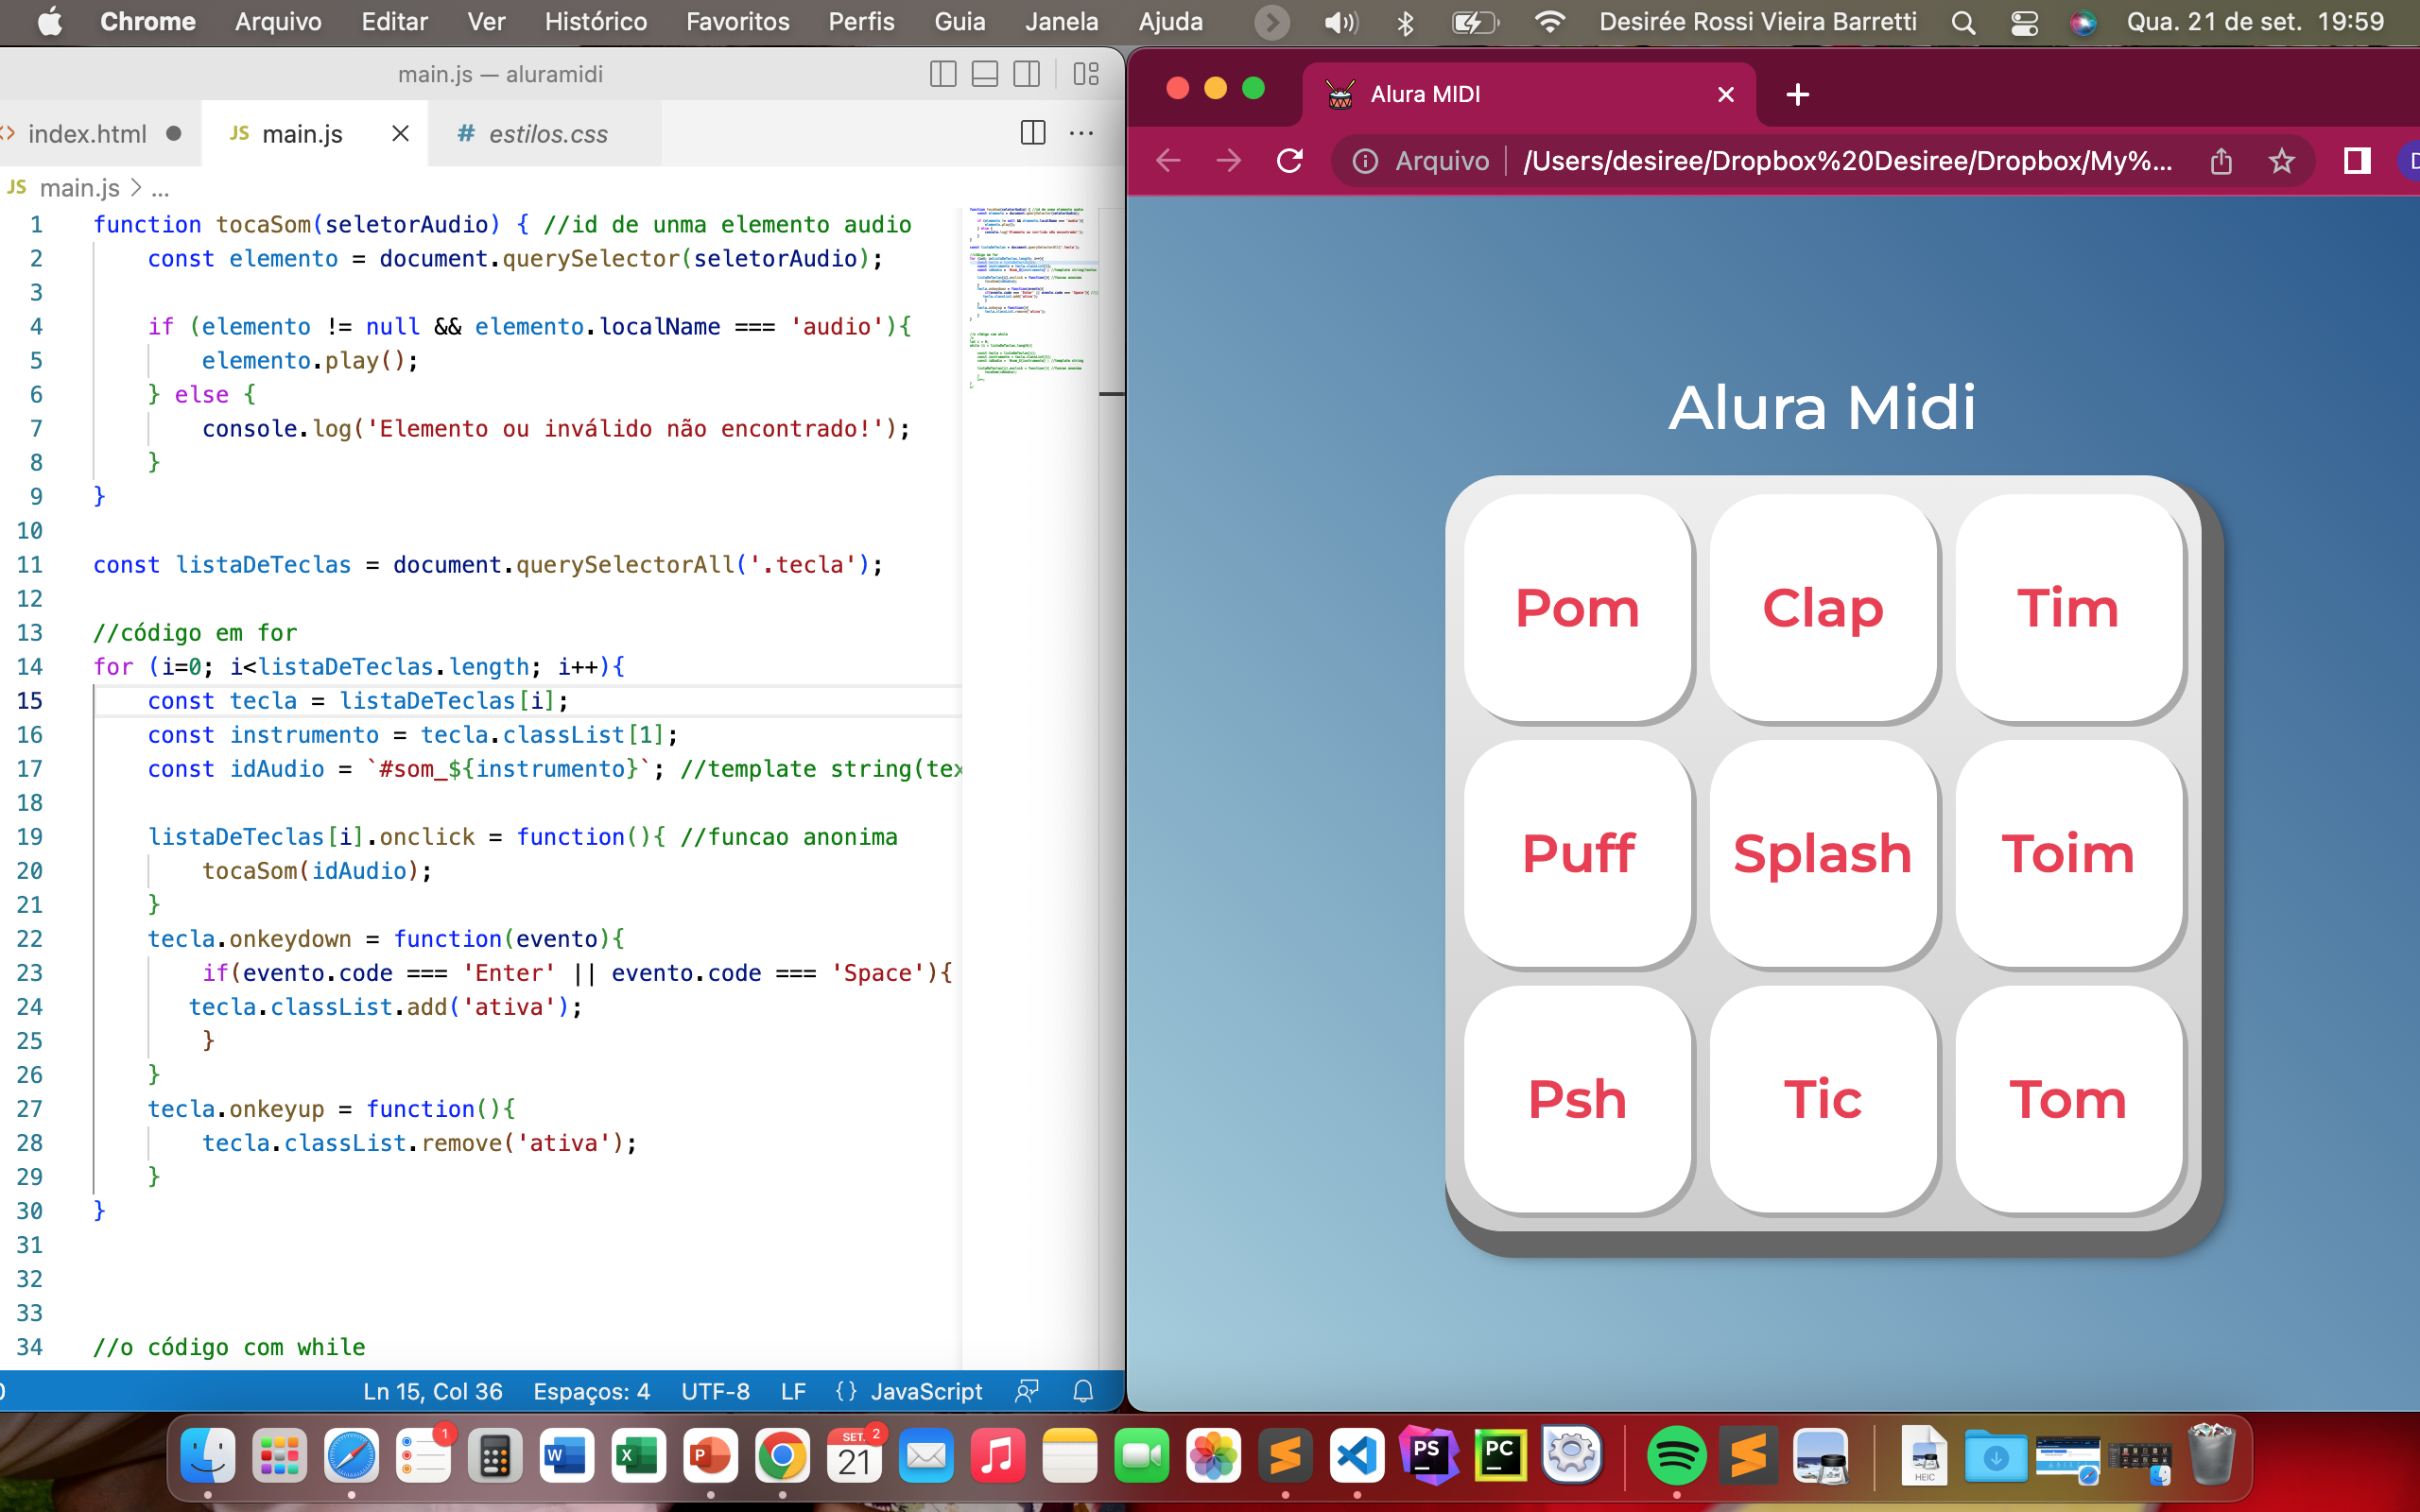 Chrome Arquivo Editar Ver Histórico Favoritos Perfis Guia Janela Ajuda Desirée Rossi Vieira Barretti Qua. 21 de set. 19:59
main.js — aluramidi
index.html JS main.js # estilos.css
JS main.js > ...
1 function tocaSom(seletorAudio) { //id de unma elemento audio
2 const elemento = document.querySelector(seletorAudio);
3
4 if (elemento != null && elemento.localName === 'audio'){
5 elemento.play();
6 } else {
7 console.log('Elemento ou inválido não encontrado!');
8 }
9 }
10
11 const listaDeTeclas = document.querySelectorAll('.tecla');
12
13 //código em for
14 for (i=0; i<listaDeTeclas.length; i++){
15 const tecla = listaDeTeclas[i];
16 const instrumento = tecla.classList[1];
17 const idAudio = `#som_${instrumento}`; //template string(tex
18
19 listaDeTeclas[i].onclick = function(){ //funcao anonima
20 tocaSom(idAudio);
21 }
22 tecla.onkeydown = function(evento){
23 if(evento.code === 'Enter' || evento.code === 'Space'){
24 tecla.classList.add('ativa');
25 }
26 }
27 tecla.onkeyup = function(){
28 tecla.classList.remove('ativa');
29 }
30 }
31
32
33
34 //o código com while
Ln 15, Col 36 Espaços: 4 UTF-8 LF {} JavaScript
Alura MIDI
Arquivo /Users/desiree/Dropbox%20Desiree/Dropbox/My%...
Alura Midi
Pom Clap Tim
Puff Splash Toim
Psh Tic Tom
1
W
X
P
SET. 2
21
PS
PC
HEIC